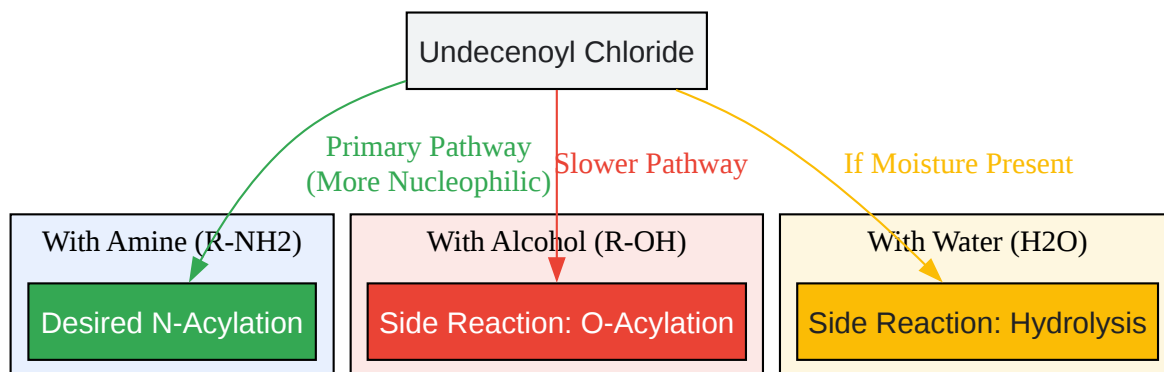 Undecenoyl Chloride
Primary Pathway
(More Nucleophilic)
Slower Pathway
If Moisture Present
With Amine (R-NH2)
With Alcohol (R-OH)
With Water (H2O)
Desired N-Acylation
Side Reaction: O-Acylation
Side Reaction: Hydrolysis